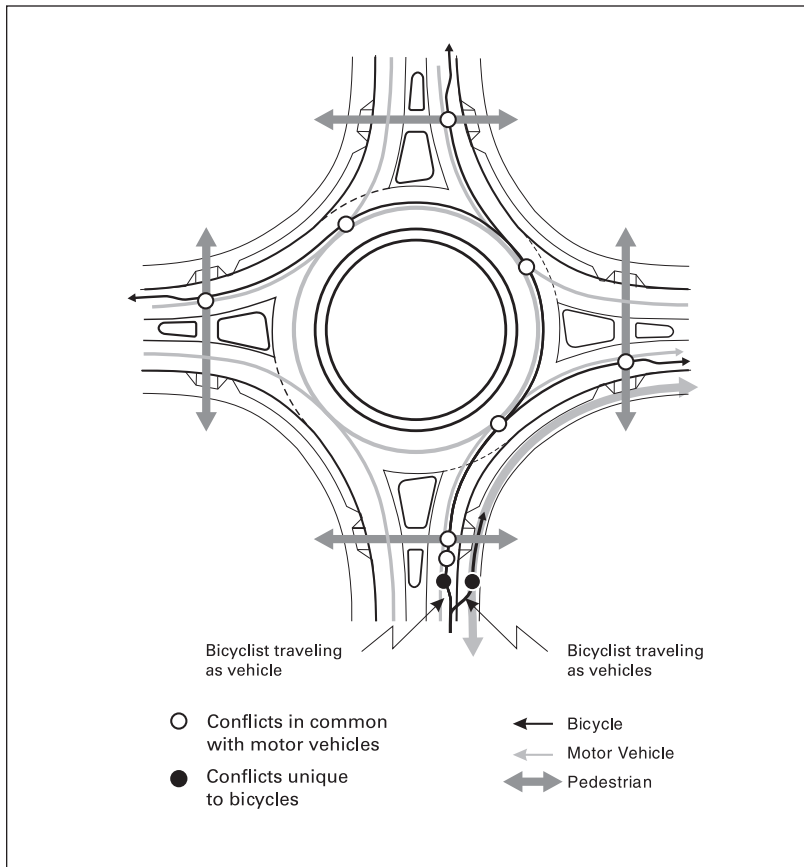 Bicyclist traveling
as vehicle
Bicyclist traveling
as vehicles
Conflicts in common
with motor vehicles
Conflicts unique
to bicycles
Bicycle
Motor Vehicle
Pedestrian